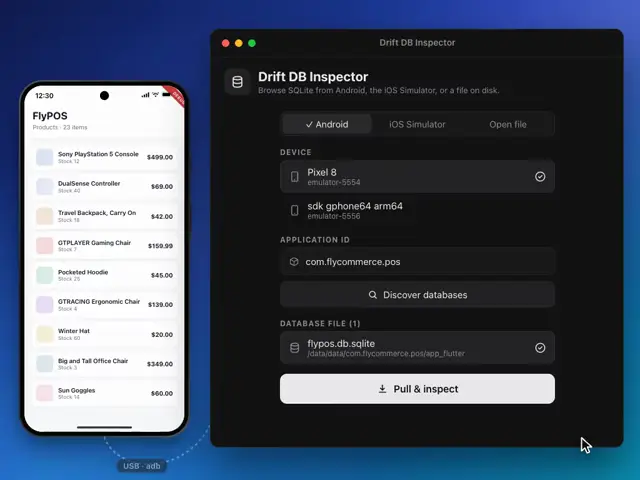 12:30
FlyPOS
Products · 23 items
Sony PlayStation 5 Console
Stock 12
$499.00
DualSense Controller
Stock 40
$69.00
Travel Backpack, Carry On
Stock 18
$42.00
GTPLAYER Gaming Chair
Stock 7
$159.99
Pocketed Hoodie
Stock 25
$45.00
GTRACING Ergonomic Chair
Stock 4
$139.00
Winter Hat
Stock 60
$20.00
Big and Tall Office Chair
Stock 3
$349.00
Sun Goggles
Stock 14
$60.00
USB · adb
Drift DB Inspector
Drift DB Inspector
Browse SQLite from Android, the iOS Simulator, or a file on disk.
Android
iOS Simulator
Open file
DEVICE
Pixel 8
emulator-5554
sdk gphone64 arm64
emulator-5556
APPLICATION ID
com.flycommerce.pos
Discover databases
DATABASE FILE (1)
flypos.db.sqlite
/data/data/com.flycommerce.pos/app_flutter
Pull & inspect